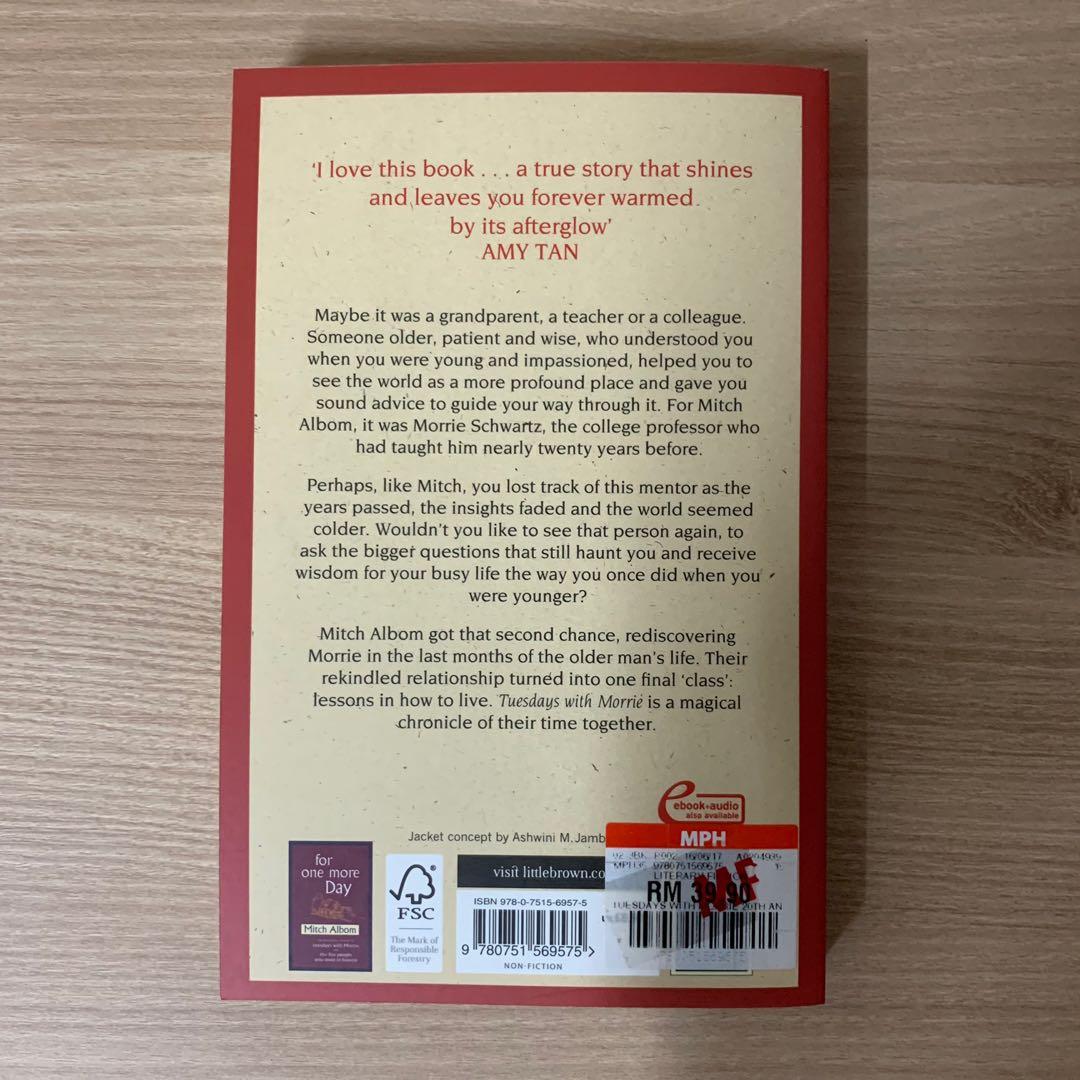 ‘I love this book . . . a true story that shines
and leaves you forever warmed
by its afterglow’
AMY TAN
Maybe it was a grandparent, a teacher or a colleague.
Someone older, patient and wise, who understood you
when you were young and impassioned, helped you to
see the world as a more profound place and gave you
sound advice to guide your way through it. For Mitch
Albom, it was Morrie Schwartz, the college professor who
had taught him nearly twenty years before.
Perhaps, like Mitch, you lost track of this mentor as the
years passed, the insights faded and the world seemed
colder. Wouldn’t you like to see that person again, to
ask the bigger questions that still haunt you and receive
wisdom for your busy life the way you once did when you
were younger?
Mitch Albom got that second chance, rediscovering
Morrie in the last months of the older man’s life. Their
rekindled relationship turned into one final ‘class’:
lessons in how to live. Tuesdays with Morrie is a magical
chronicle of their time together.
ebook+audio
also available
Jacket concept by Ashwini M. Jamb
for
one more
Day
Mitch Albom
FSC
The Mark of
Responsible
Forestry
visit littlebrown.co
ISBN 978-0-7515-6957-5
9 780751 569575 >
NON-FICTION
MPH
16/06/17
9780751569575
LITERARY FICTION
RM 39.90
TUESDAYS WITH 20TH AN